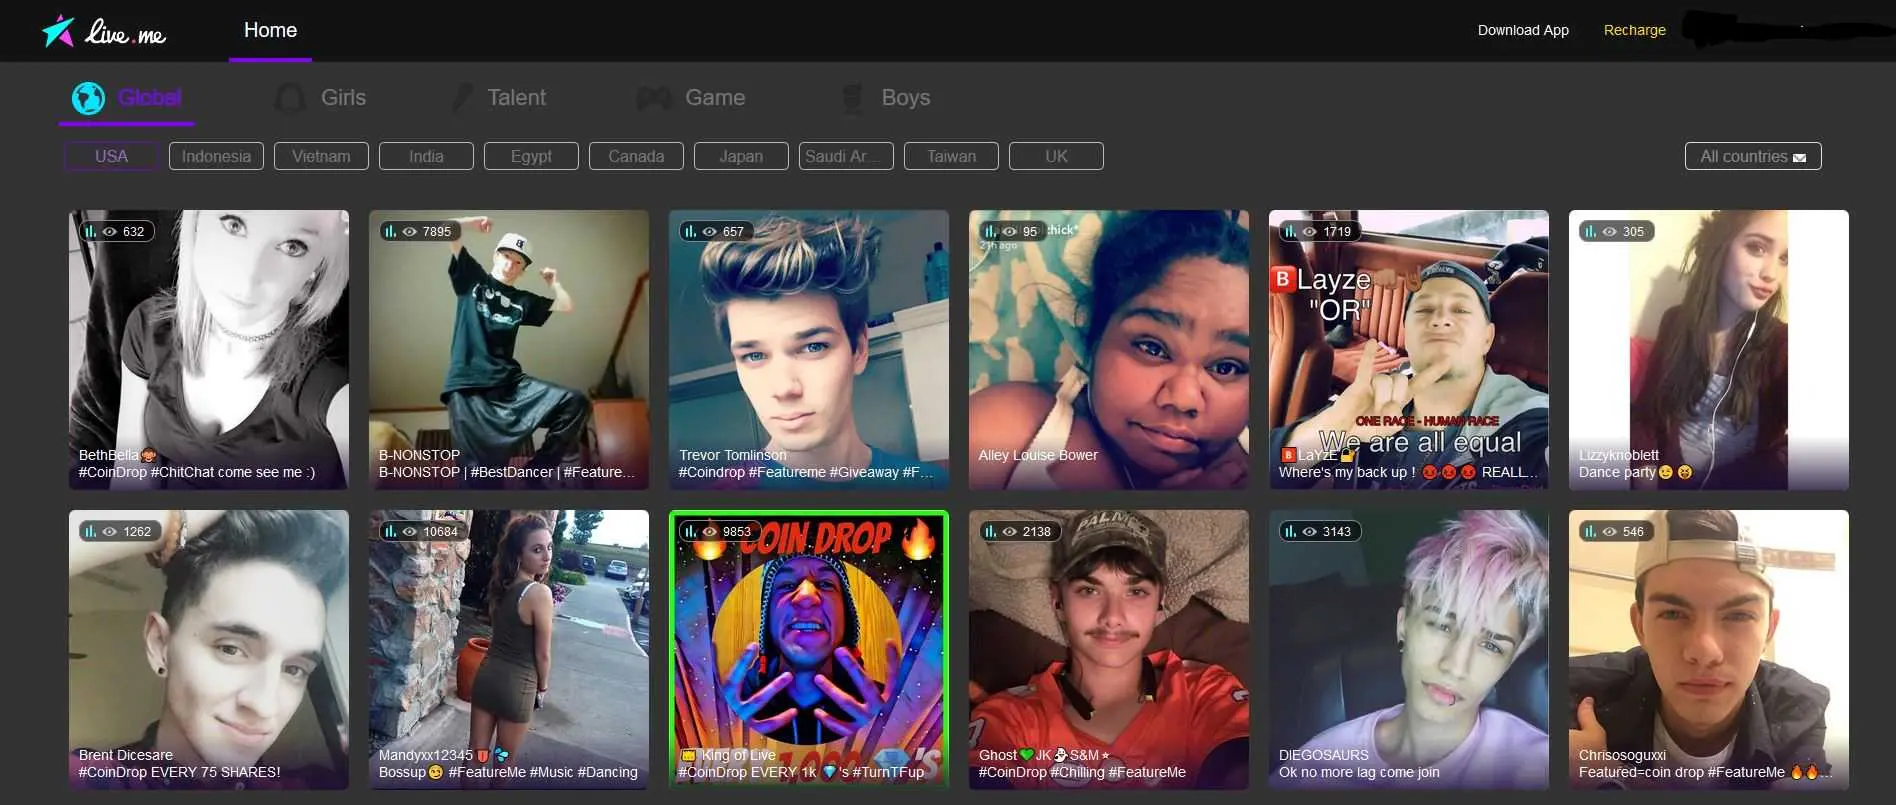 live.me
Home
Download App
Recharge
Global
Girls
Talent
Game
Boys
USA
Indonesia
Vietnam
India
Egypt
Canada
Japan
Saudi Ar...
Taiwan
UK
All countries
632
BethBella🐵
#CoinDrop #ChitChat come see me :)
7895
B-NONSTOP
B-NONSTOP | #BestDancer | #Feature...
657
Trevor Tomlinson
#Coindrop #Featureme #Giveaway #F...
95
chick*
21h ago
Alley Louise Bower
1719
🅱Layze
"OR"
ONE RACE - HUMAN RACE
We are all equal
🅱LaYzE🔓
Where's my back up ! 😡😡😡 REALL...
305
Lizzyknoblett
Dance party😉😝
1262
Brent Dicesare
#CoinDrop EVERY 75 SHARES!
10684
Mandyxx12345👅💦
Bossup😏 #FeatureMe #Music #Dancing
9853
COIN DROP
👑 King of Live
#CoinDrop EVERY 1k 💎's #TurnTFup
2138
PALMER
Ghost💚JK👻S&M⭐
#CoinDrop #Chilling #FeatureMe
3143
DIEGOSAURS
Ok no more lag come join
546
Chrisosoguxxi
Featured=coin drop #FeatureMe 🔥🔥...